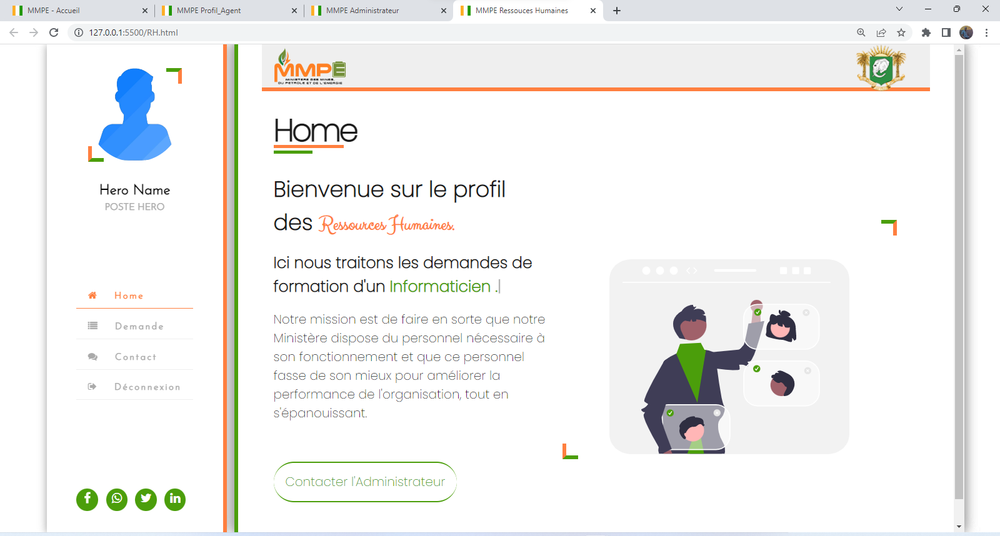 MMPE - Accueil
MMPE Profil_Agent
MMPE Administrateur
MMPE Ressouces Humaines
127.0.0.1:5500/RH.html
MMPE
MINISTERE DES MINES,
DU PETROLE ET DE L'ENERGIE
Hero Name
POSTE HERO
Home
Demande
Contact
Déconnexion
Home
Bienvenue sur le profil
des Ressources Humaines.
Ici nous traitons les demandes de
formation d'un Informaticien .|
Notre mission est de faire en sorte que notre
Ministère dispose du personnel nécessaire à
son fonctionnement et que ce personnel
fasse de son mieux pour améliorer la
performance de l'organisation, tout en
s'épanouissant.
Contacter l'Administrateur